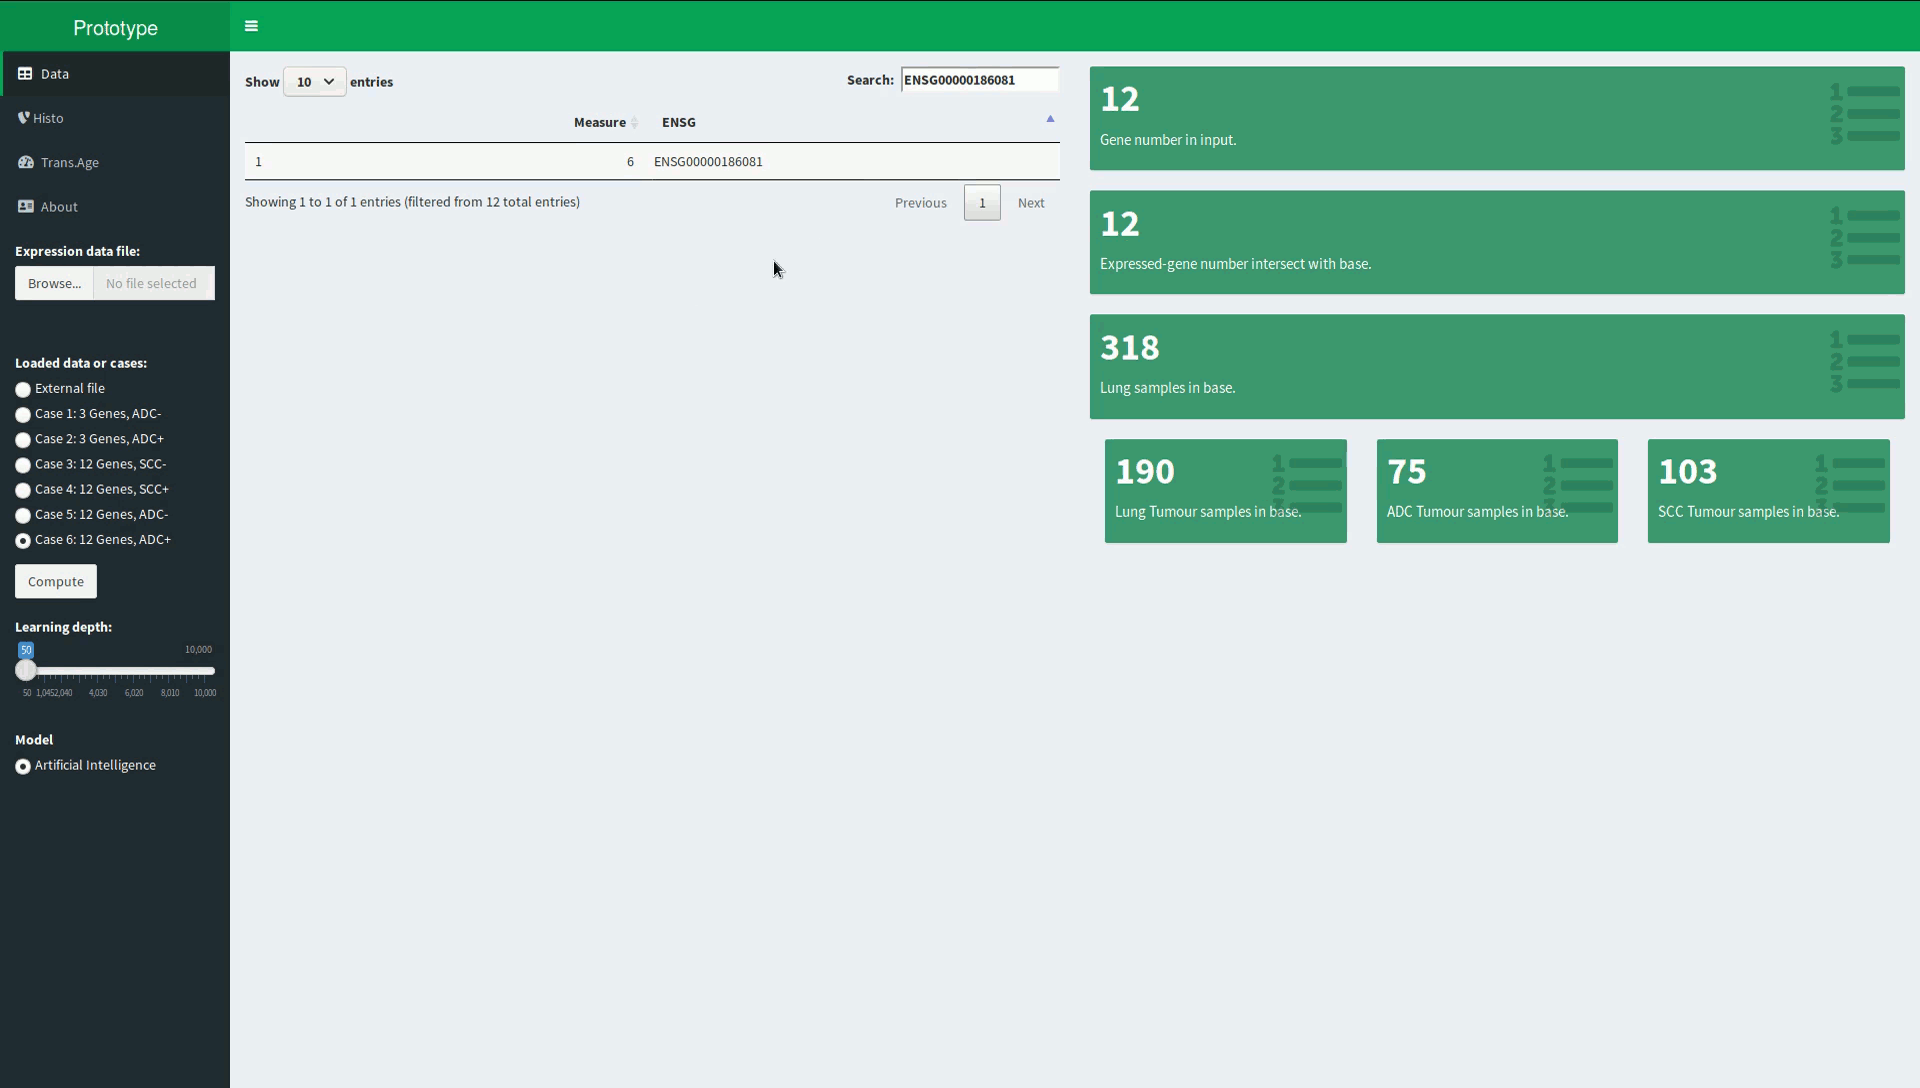 Prototype
Data
Histo
Trans.Age
About
Expression data file:
Browse... No file selected
Loaded data or cases:
External file
Case 1: 3 Genes, ADC-
Case 2: 3 Genes, ADC+
Case 3: 12 Genes, SCC-
Case 4: 12 Genes, SCC+
Case 5: 12 Genes, ADC-
Case 6: 12 Genes, ADC+
Compute
Learning depth:
50 10,000
50 1,045 2,040 4,030 6,020 8,010 10,000
Model
Artificial Intelligence
Show 10 entries Search: ENSG00000186081
Measure ENSG
1 6 ENSG00000186081
Showing 1 to 1 of 1 entries (filtered from 12 total entries) Previous 1 Next
12
Gene number in input.
12
Expressed-gene number intersect with base.
318
Lung samples in base.
190
Lung Tumour samples in base.
75
ADC Tumour samples in base.
103
SCC Tumour samples in base.